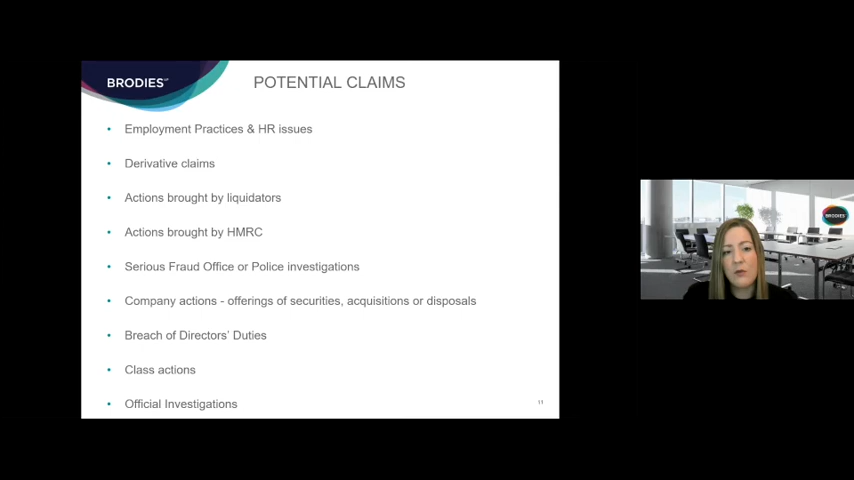 BRODIES LLP
POTENTIAL CLAIMS
• Employment Practices & HR issues
• Derivative claims
• Actions brought by liquidators
• Actions brought by HMRC
• Serious Fraud Office or Police investigations
• Company actions - offerings of securities, acquisitions or disposals
• Breach of Directors' Duties
• Class actions
• Official Investigations
11
BRODIES